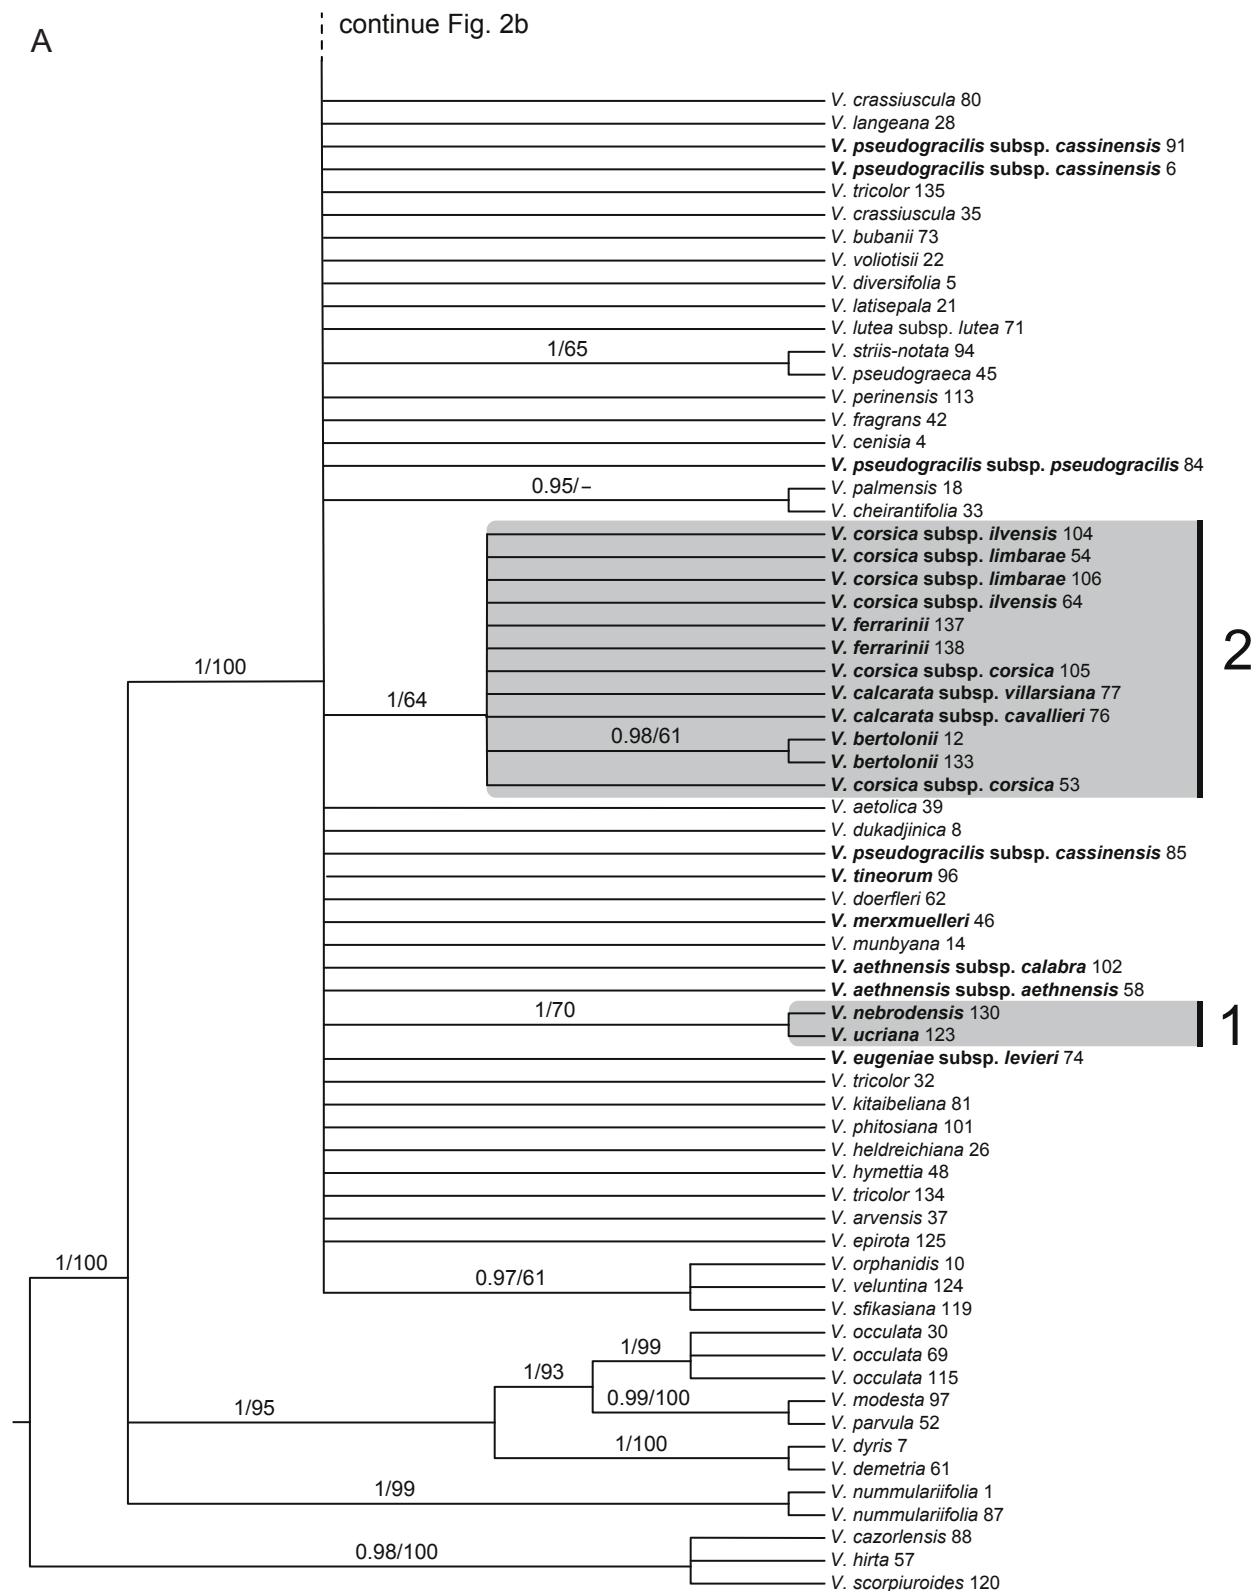 continue Fig. 2b
A
V. crassiuscula 80
V. langeana 28
V. pseudogracilis subsp. cassinensis 91
V. pseudogracilis subsp. cassinensis 6
V. tricolor 135
V. crassiuscula 35
V. bubanii 73
V. voliotisii 22
V. diversifolia 5
V. latisepala 21
V. lutea subsp. lutea 71
1/65
V. striis-notata 94
V. pseudograeca 45
V. perinensis 113
V. fragrans 42
V. cenisia 4
V. pseudogracilis subsp. pseudogracilis 84
0.95/–
V. palmensis 18
V. cheirantifolia 33
V. corsica subsp. ilvensis 104
V. corsica subsp. limbarae 54
V. corsica subsp. limbarae 106
V. corsica subsp. ilvensis 64
V. ferrarinii 137
V. ferrarinii 138
2
1/100
V. corsica subsp. corsica 105
V. calcarata subsp. villarsiana 77
1/64
V. calcarata subsp. cavallieri 76
0.98/61
V. bertolonii 12
V. bertolonii 133
V. corsica subsp. corsica 53
V. aetolica 39
V. dukadjinica 8
V. pseudogracilis subsp. cassinensis 85
V. tineorum 96
V. doerfleri 62
V. merxmuelleri 46
V. munbyana 14
V. aethnensis subsp. calabra 102
V. aethnensis subsp. aethnensis 58
1/70
V. nebrodensis 130
V. ucriana 123
1
V. eugeniae subsp. levieri 74
V. tricolor 32
V. kitaibeliana 81
V. phitosiana 101
V. heldreichiana 26
V. hymettia 48
V. tricolor 134
V. arvensis 37
V. epirota 125
1/100
V. orphanidis 10
0.97/61
V. veluntina 124
V. sfikasiana 119
V. occulata 30
1/99
V. occulata 69
1/93
V. occulata 115
0.99/100
V. modesta 97
1/95
V. parvula 52
1/100
V. dyris 7
V. demetria 61
1/99
V. nummulariifolia 1
V. nummulariifolia 87
V. cazorlensis 88
0.98/100
V. hirta 57
V. scorpiuroides 120